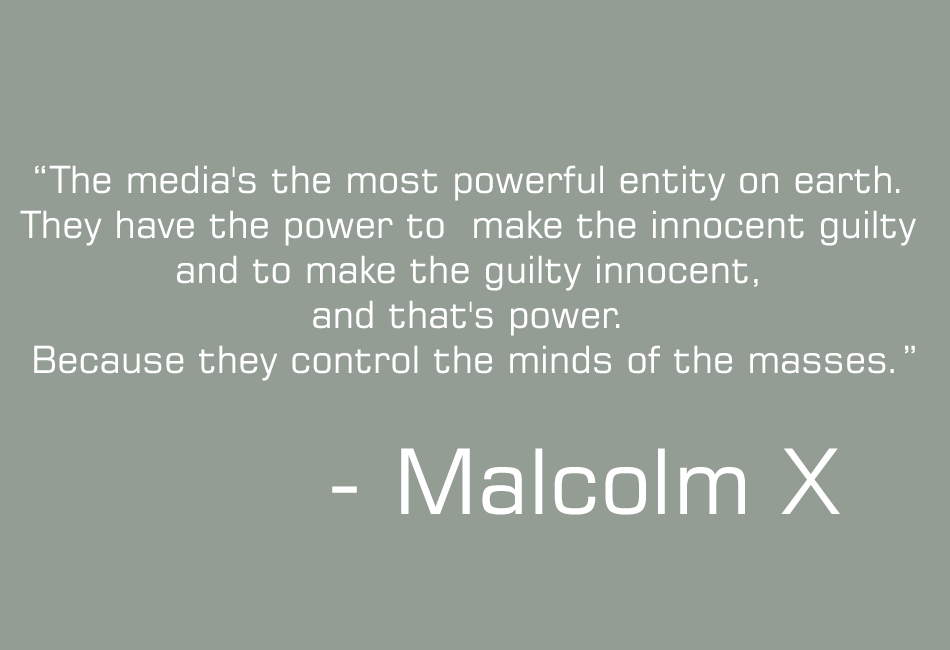 “The media's the most powerful entity on earth.
They have the power to  make the innocent guilty
and to make the guilty innocent,
and that's power.
Because they control the minds of the masses.”
- Malcolm X